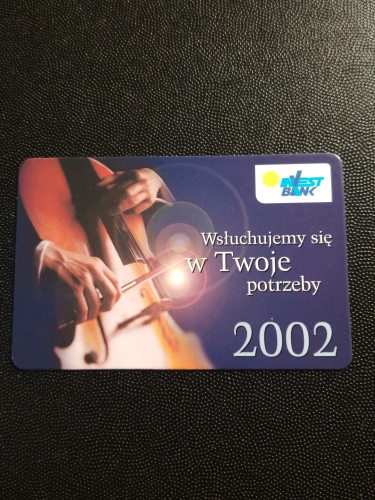 INVEST
BANK
Wsłuchujemy się
w Twoje
potrzeby
2002